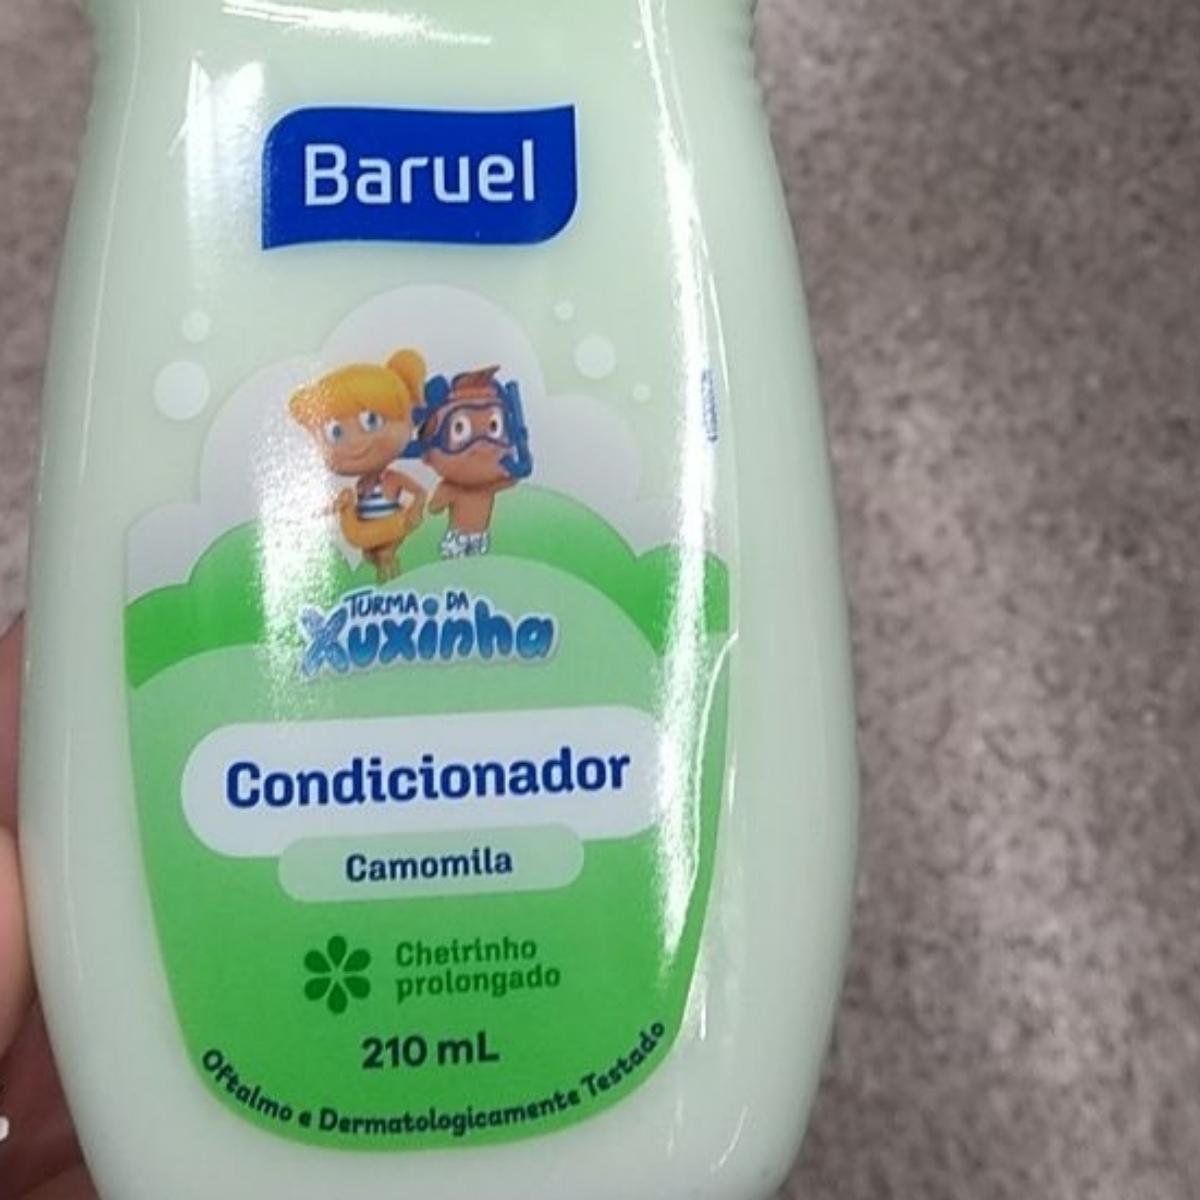 Baruel
TURMA DA
Xuxinha
Condicionador
Camomila
Cheirinho
prolongado
210 mL
Oftalmo e Dermatologicamente Testado